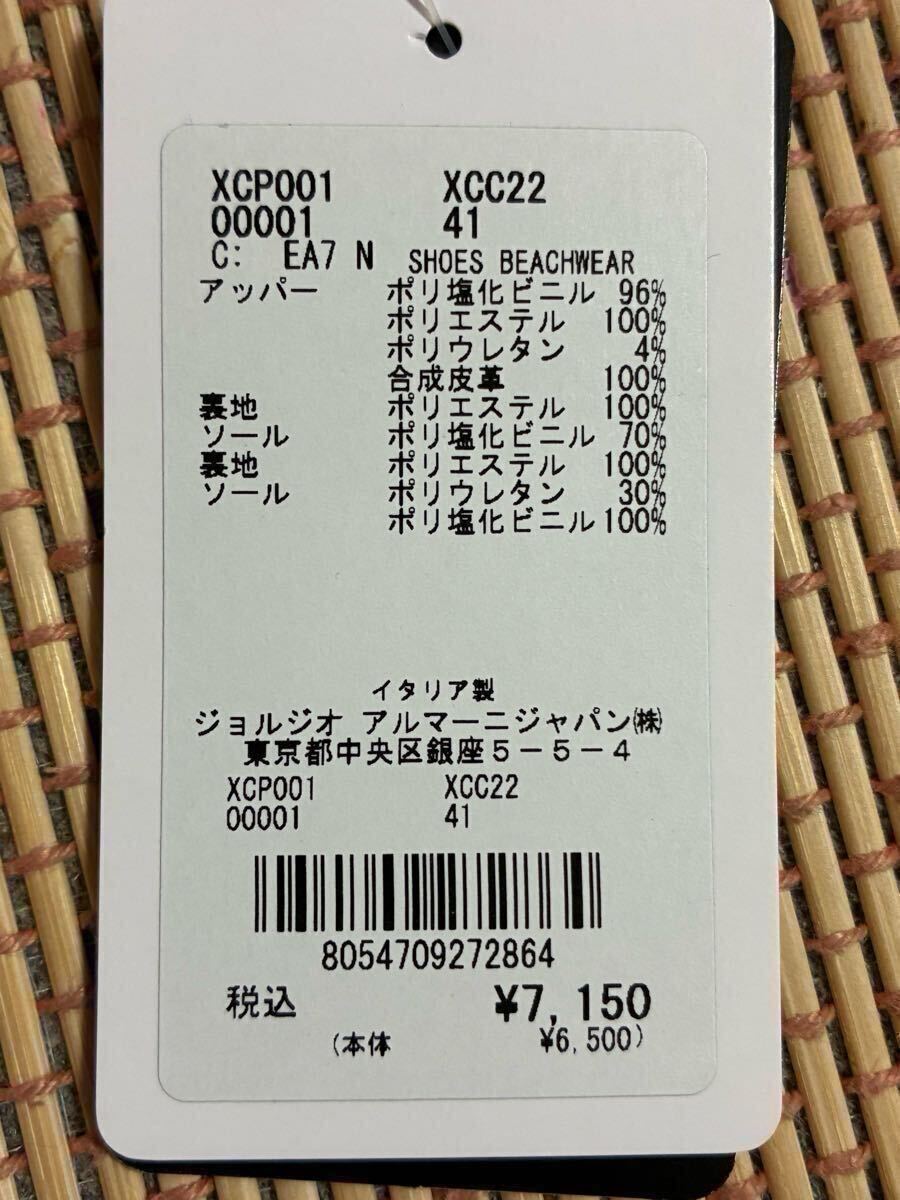 XCP001 XCC22
00001 41
C: EA7 N SHOES BEACHWEAR
アッパー ポリ塩化ビニル 96%
ポリエステル 100%
ポリウレタン 4%
合成皮革 100%
裏地 ポリエステル 100%
ソール ポリ塩化ビニル 70%
裏地 ポリエステル 100%
ソール ポリウレタン 30%
ポリ塩化ビニル 100%
イタリア製
ジョルジオ アルマーニジャパン㈱
東京都中央区銀座5-5-4
XCP001 XCC22
00001 41
8054709272864
税込 ¥7,150
(本体 ¥6,500)